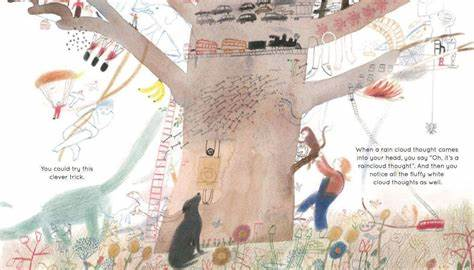 You could try this
clever trick.
When a rain cloud thought comes
into your head, you say "Oh, it's a
raincloud thought". And then you
notice all the fluffy white
cloud thoughts as well.